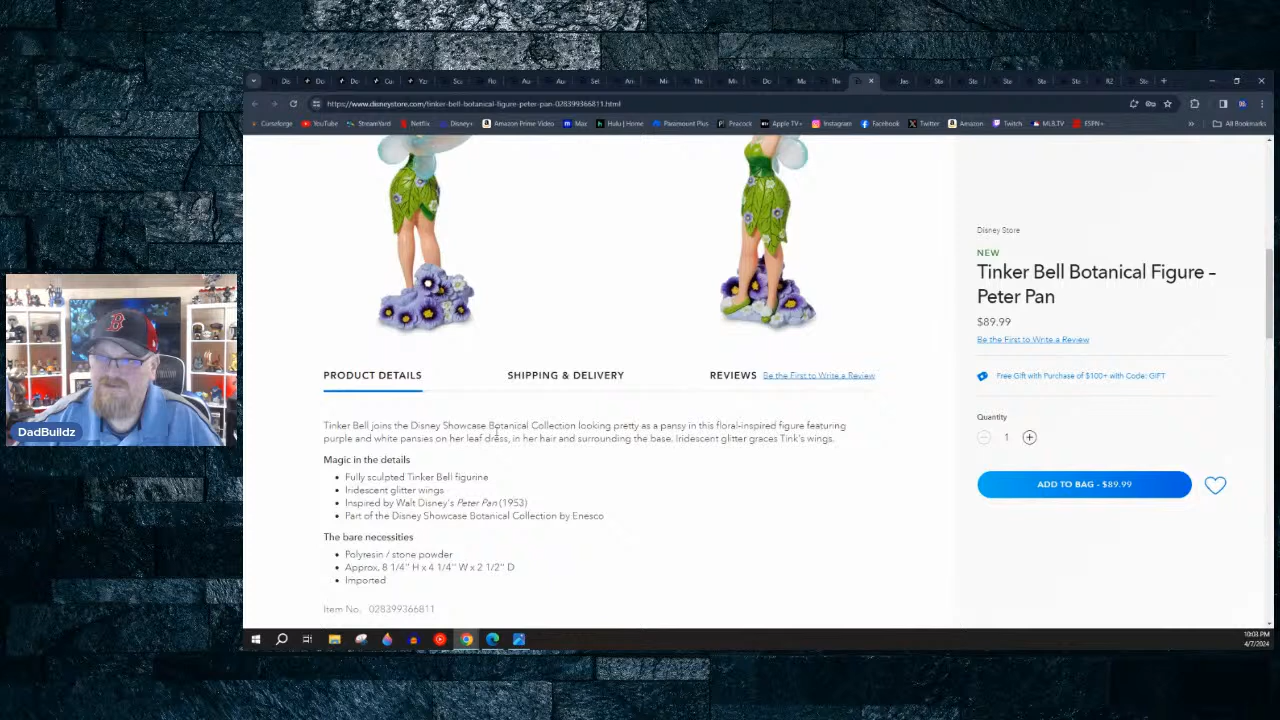 https://www.disneystore.com/tinker-bell-botanical-figure-peter-pan-028399366811.html
Curseforge YouTube StreamYard Netflix Disney+ Amazon Prime Video Max Hulu | Home Paramount Plus Peacock Apple TV+ Instagram Facebook Twitter Amazon Twitch MLB.TV ESPN+ » All Bookmarks
Disney Store
NEW
Tinker Bell Botanical Figure –
Peter Pan
$89.99
Be the First to Write a Review
Free Gift with Purchase of $100+ with Code: GIFT
Quantity
1
ADD TO BAG - $89.99
PRODUCT DETAILS SHIPPING & DELIVERY REVIEWS Be the First to Write a Review
Tinker Bell joins the Disney Showcase Botanical Collection looking pretty as a pansy in this floral-inspired figure featuring
purple and white pansies on her leaf dress, in her hair and surrounding the base. Iridescent glitter graces Tink's wings.
Magic in the details
• Fully sculpted Tinker Bell figurine
• Iridescent glitter wings
• Inspired by Walt Disney's Peter Pan (1953)
• Part of the Disney Showcase Botanical Collection by Enesco
The bare necessities
• Polyresin / stone powder
• Approx. 8 1/4'' H x 4 1/4'' W x 2 1/2'' D
• Imported
Item No. 028399366811
DadBuildz
B
10:03 PM
4/7/2024